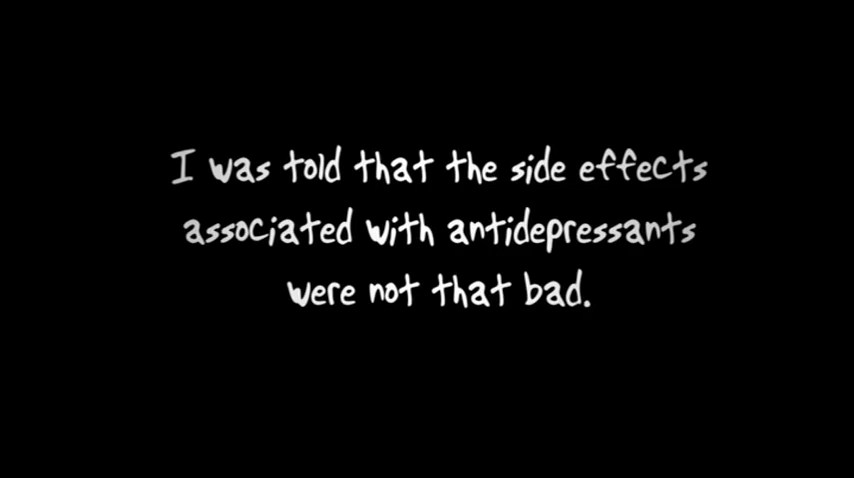 I was told that the side effects
associated with antidepressants
were not that bad.